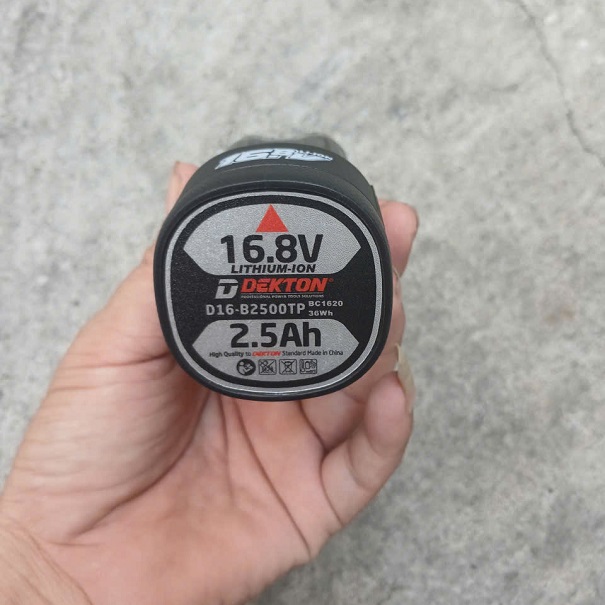 16.8V
LITHIUM-ION
DEKTON
D16-B2500TP BC1620
36Wh
2.5Ah
High Quality to DEKTON Standard Made in China